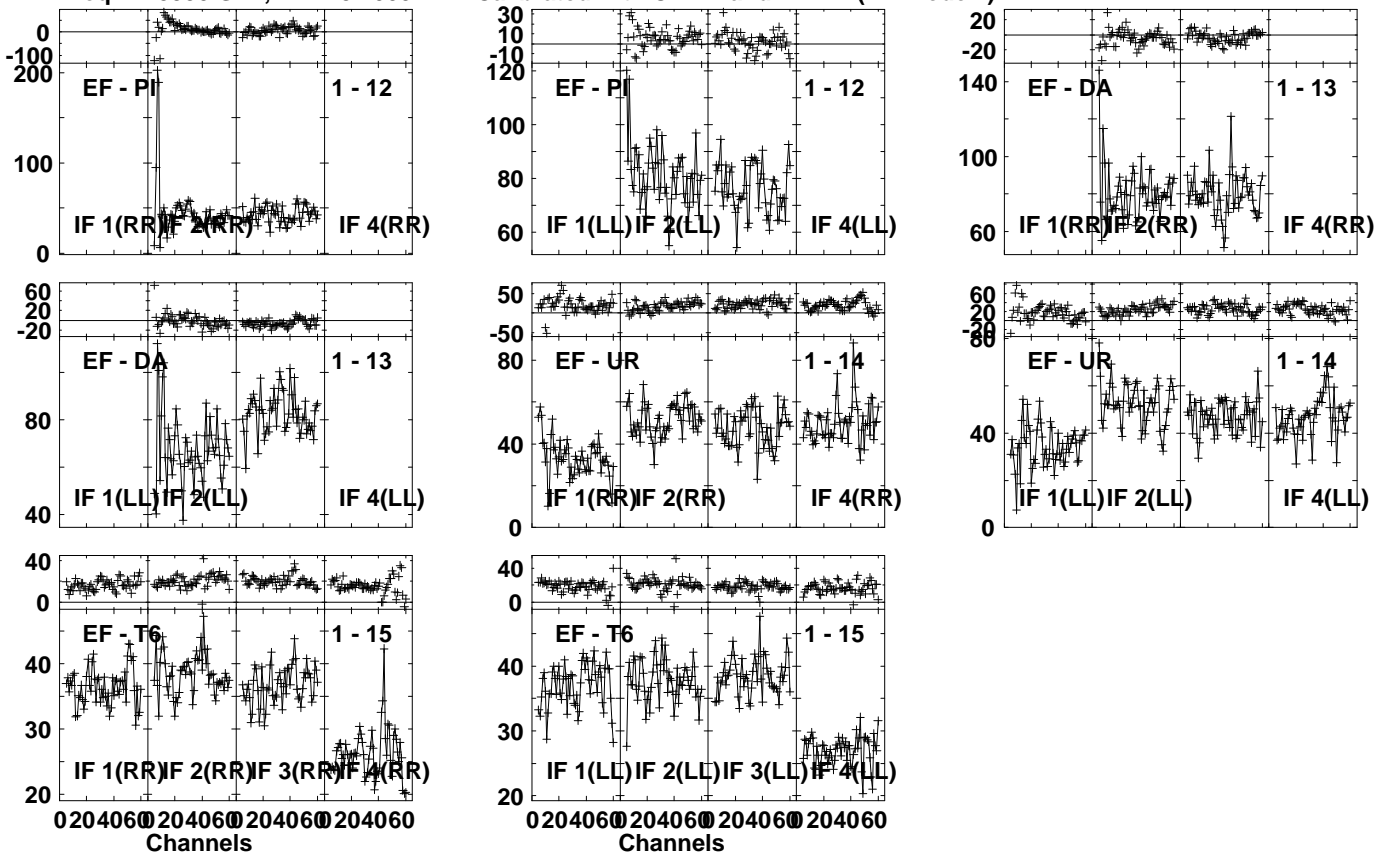 0
-100
200
100
0
EF - PI
1 - 12
IF 1(RR)
IF 2(RR)
IF 4(RR)
30
10
-10
120
100
80
60
EF - PI
1 - 12
IF 1(LL)
IF 2(LL)
IF 4(LL)
20
-20
140
100
60
EF - DA
1 - 13
IF 1(RR)
IF 2(RR)
IF 4(RR)
60
20
-20
80
40
EF - DA
1 - 13
IF 1(LL)
IF 2(LL)
IF 4(LL)
50
-50
80
40
0
EF - UR
1 - 14
IF 1(RR)
IF 2(RR)
IF 4(RR)
60
20
-20
80
40
0
EF - UR
1 - 14
IF 1(LL)
IF 2(LL)
IF 4(LL)
40
0
40
30
20
EF - T6
1 - 15
IF 1(RR)
IF 2(RR)
IF 3(RR)
IF 4(RR)
0 20 40 60 0 20 40 60 0 20 40 60 0 20 40 60
Channels
40
0
40
30
20
EF - T6
1 - 15
IF 1(LL)
IF 2(LL)
IF 3(LL)
IF 4(LL)
0 20 40 60 0 20 40 60 0 20 40 60 0 20 40 60
Channels